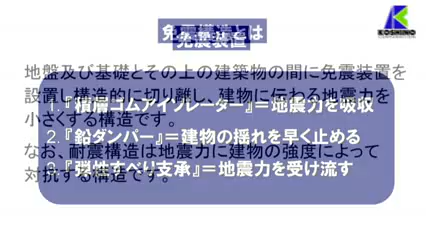 免震構造とは
免震装置
KOSHINO
地盤及び基礎とその上の建築物の間に免震装置を
設置し構造的に切り離し、建物に伝わる地震力を
小さくする構造です。
なお、耐震構造は地震力に建物の強度によって
対抗する構造です。
1.『積層ゴムアイソレーター』＝地震力を吸収
2.『鉛ダンパー』＝建物の揺れを早く止める
3.『弾性すべり支承』＝地震力を受け流す